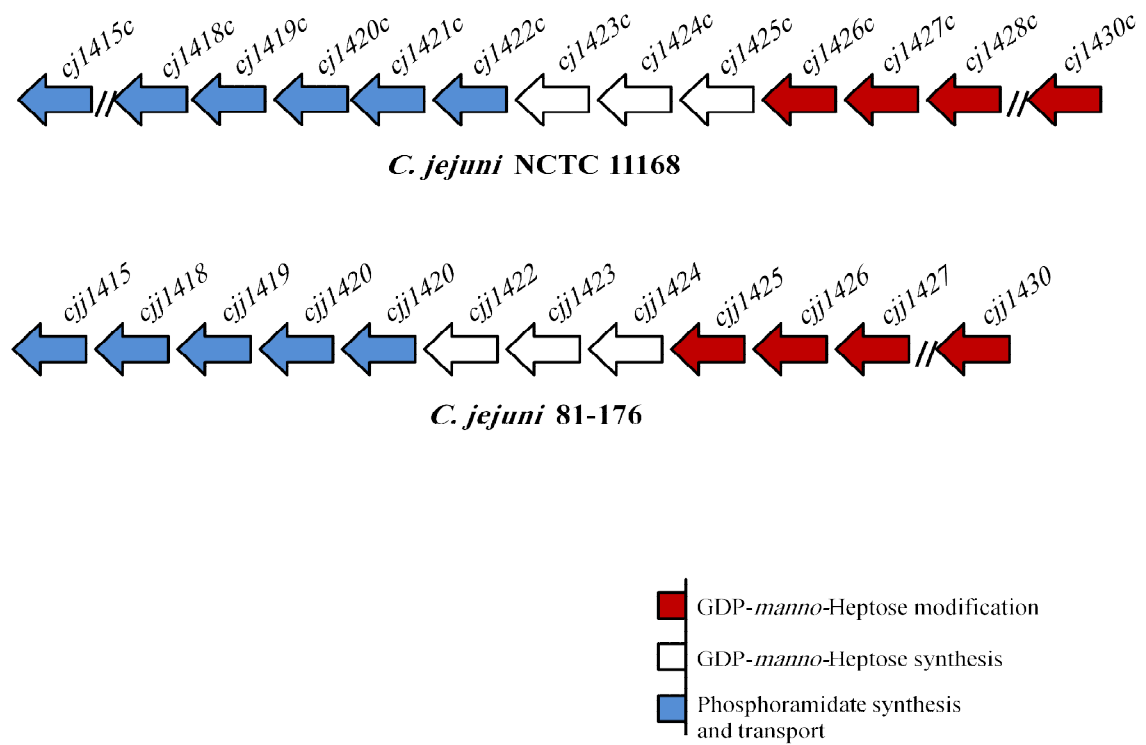 cj1415c cj1418c cj1419c cj1420c cj1421c cj1422c cj1423c cj1424c cj1425c cj1426c cj1427c cj1428c cj1430c
C. jejuni NCTC 11168
cjj1415 cjj1418 cjj1419 cjj1420 cjj1420 cjj1422 cjj1423 cjj1424 cjj1425 cjj1426 cjj1427 cjj1430
C. jejuni 81-176
GDP-manno-Heptose modification
GDP-manno-Heptose synthesis
Phosphoramidate synthesis
and transport